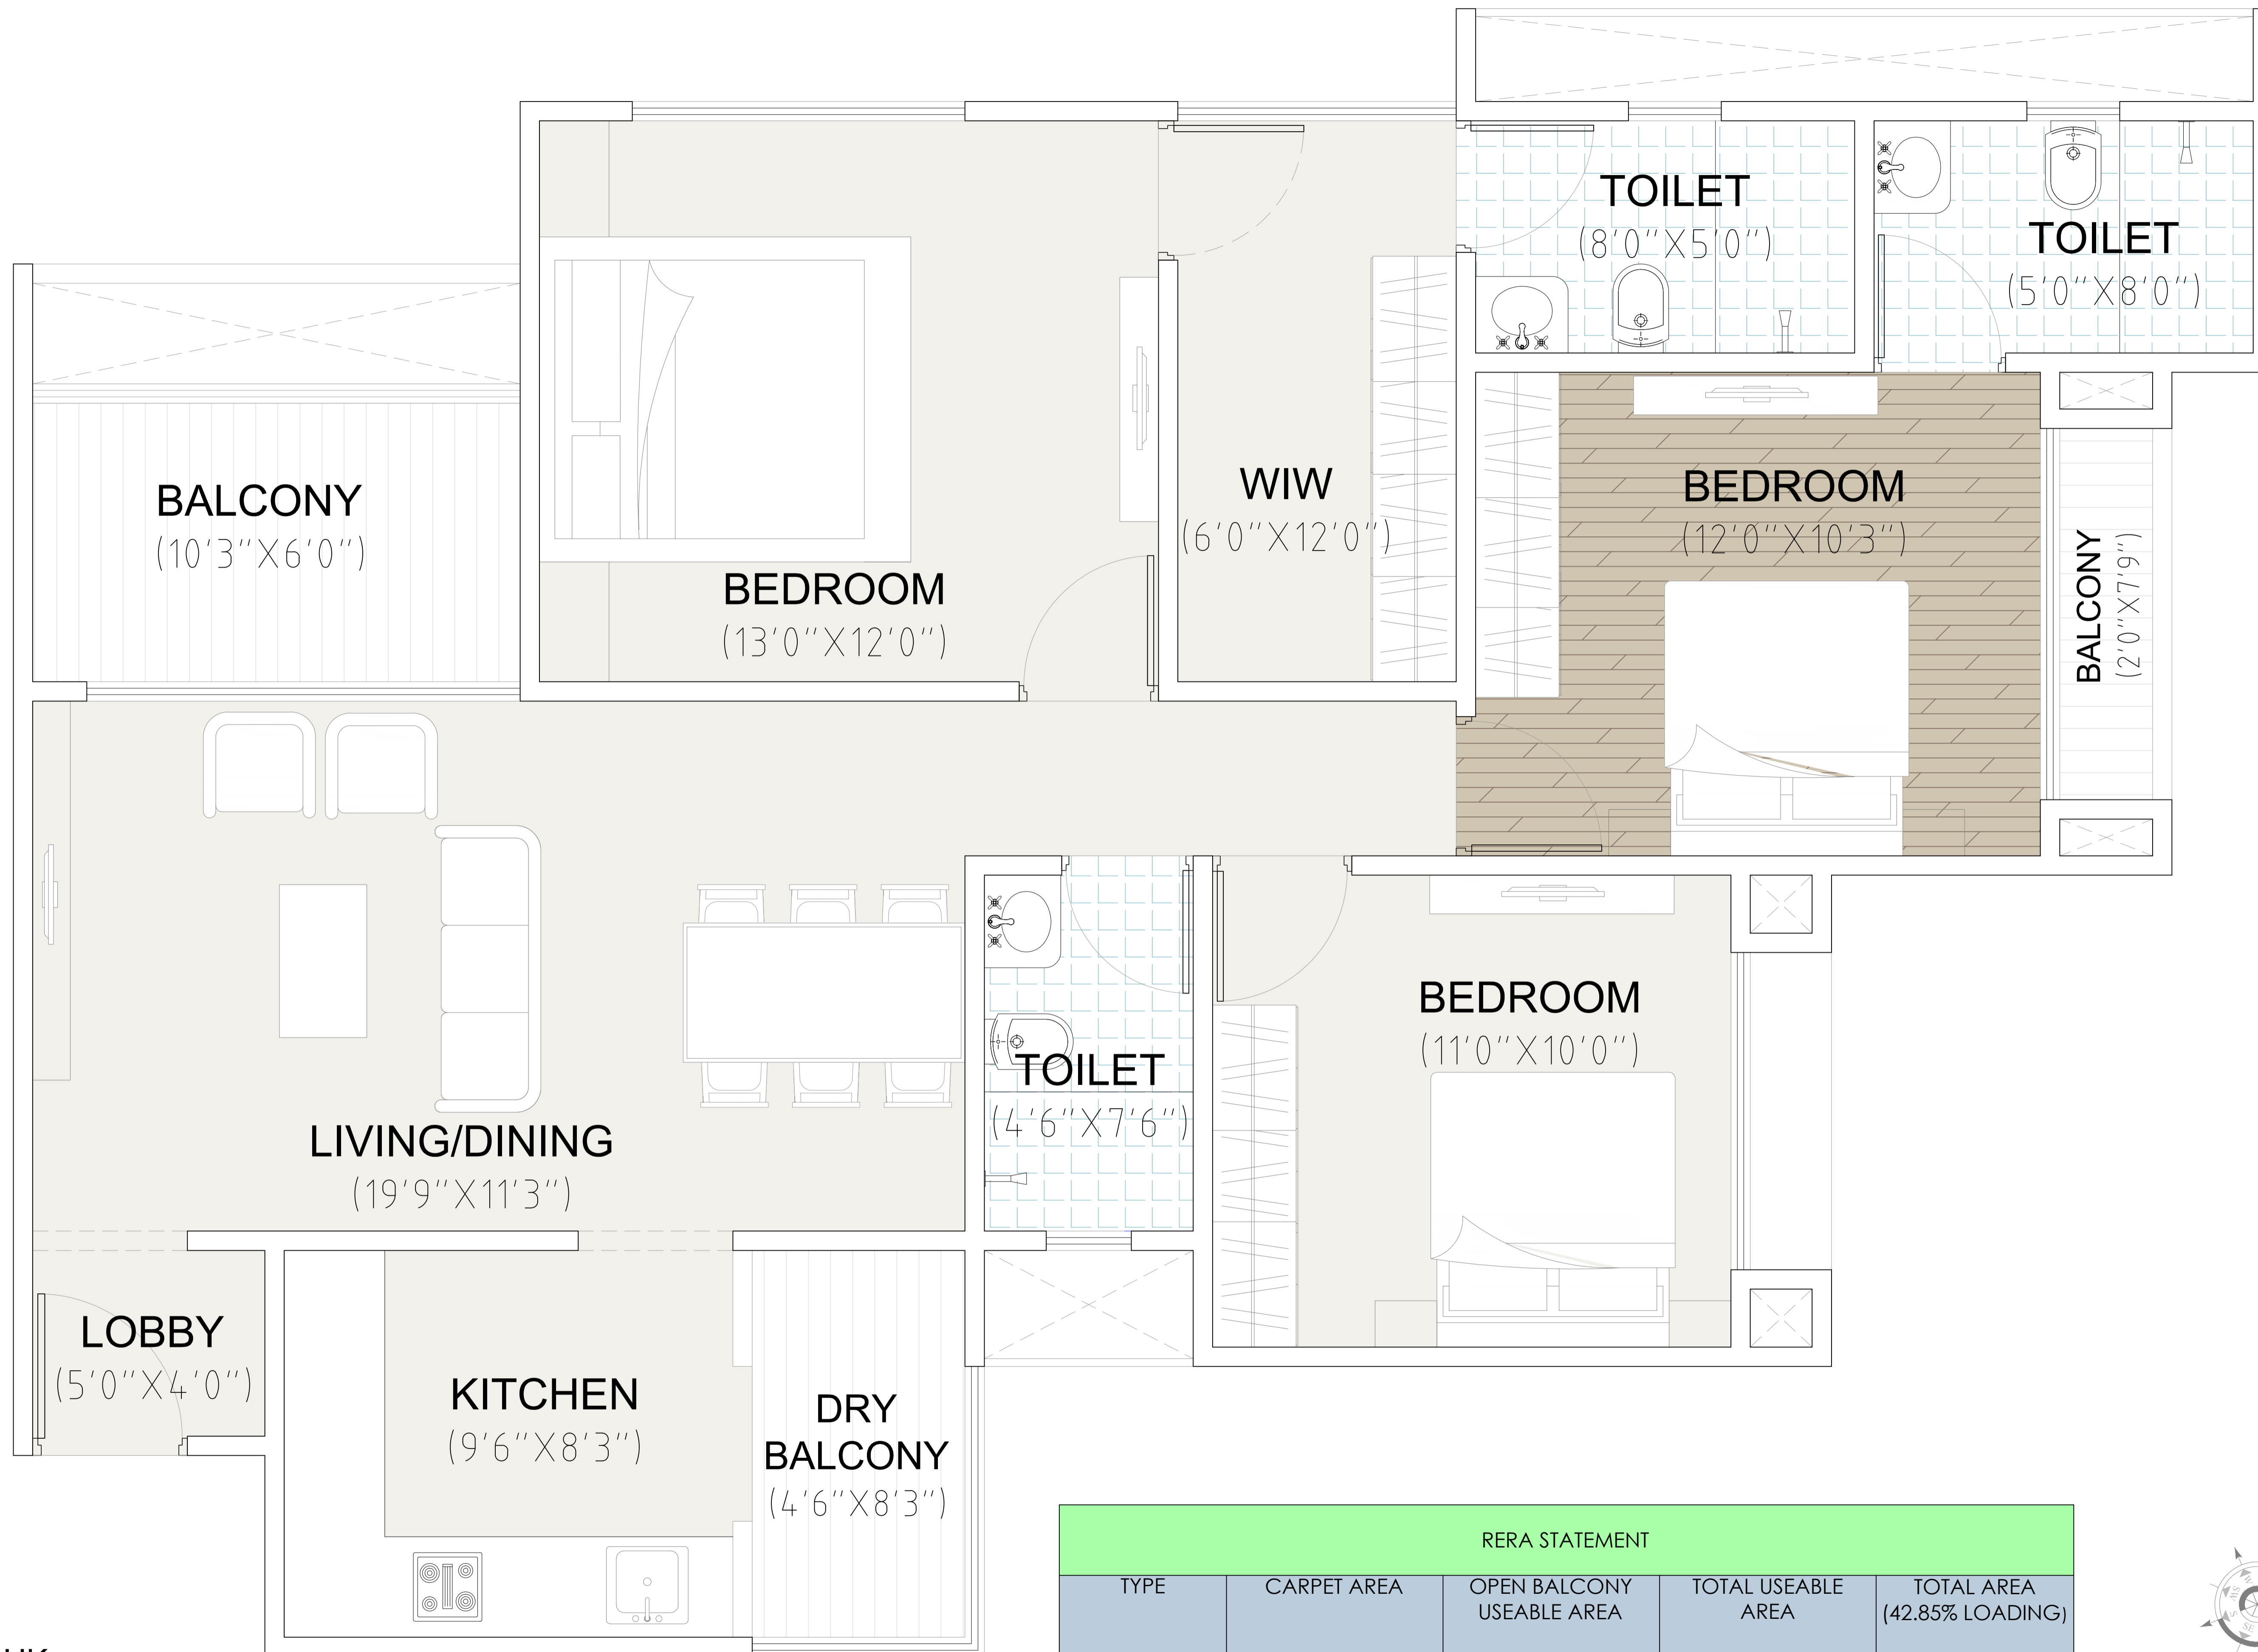 TOILET
(8'0"X5'0")
TOILET
(5'0"X8'0")
BALCONY
(10'3"X6'0")
BEDROOM
(13'0"X12'0")
WIW
(6'0"X12'0")
BEDROOM
(12'0"X10'3")
BALCONY
(2'0"X7'9")
LIVING/DINING
(19'9"X11'3")
TOILET
(4'6"X7'6")
BEDROOM
(11'0"X10'0")
LOBBY
(5'0"X4'0")
KITCHEN
(9'6"X8'3")
DRY
BALCONY
(4'6"X8'3")
RERA STATEMENT
TYPE
CARPET AREA
OPEN BALCONY
USEABLE AREA
TOTAL USEABLE
AREA
TOTAL AREA
(42.85% LOADING)
W
SW
S
SE